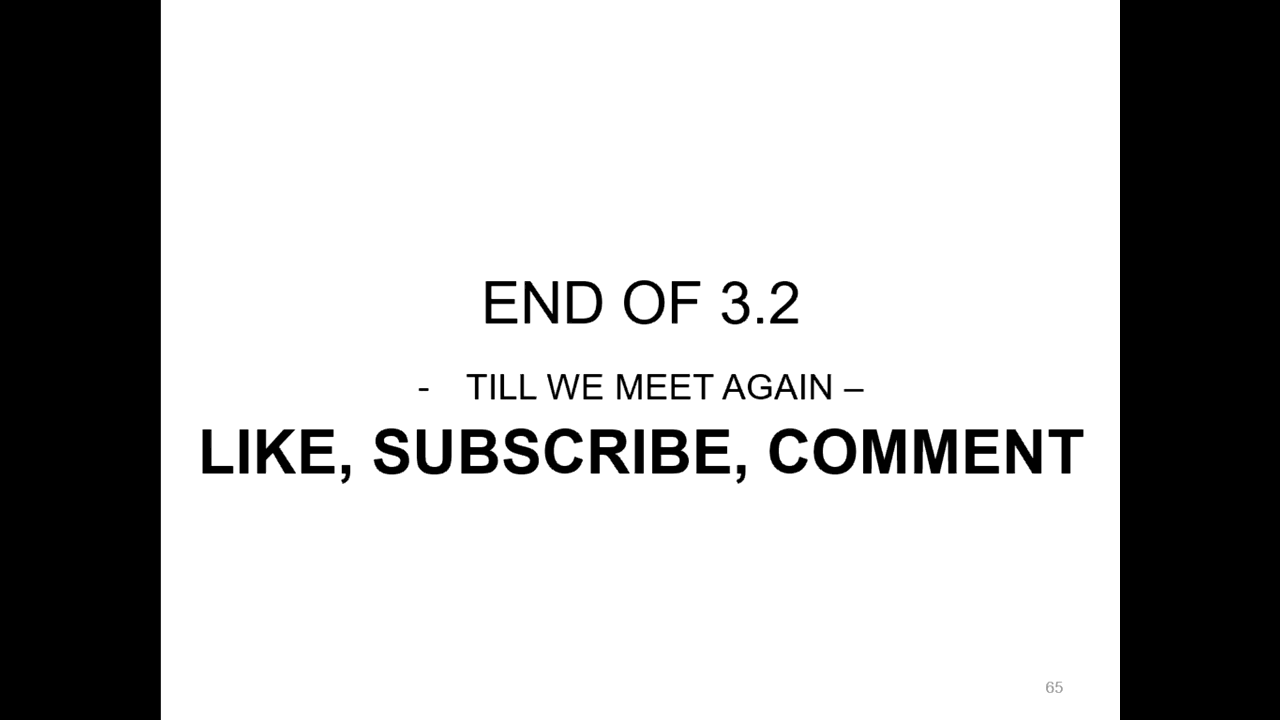 END OF 3.2
- TILL WE MEET AGAIN –
LIKE, SUBSCRIBE, COMMENT
65